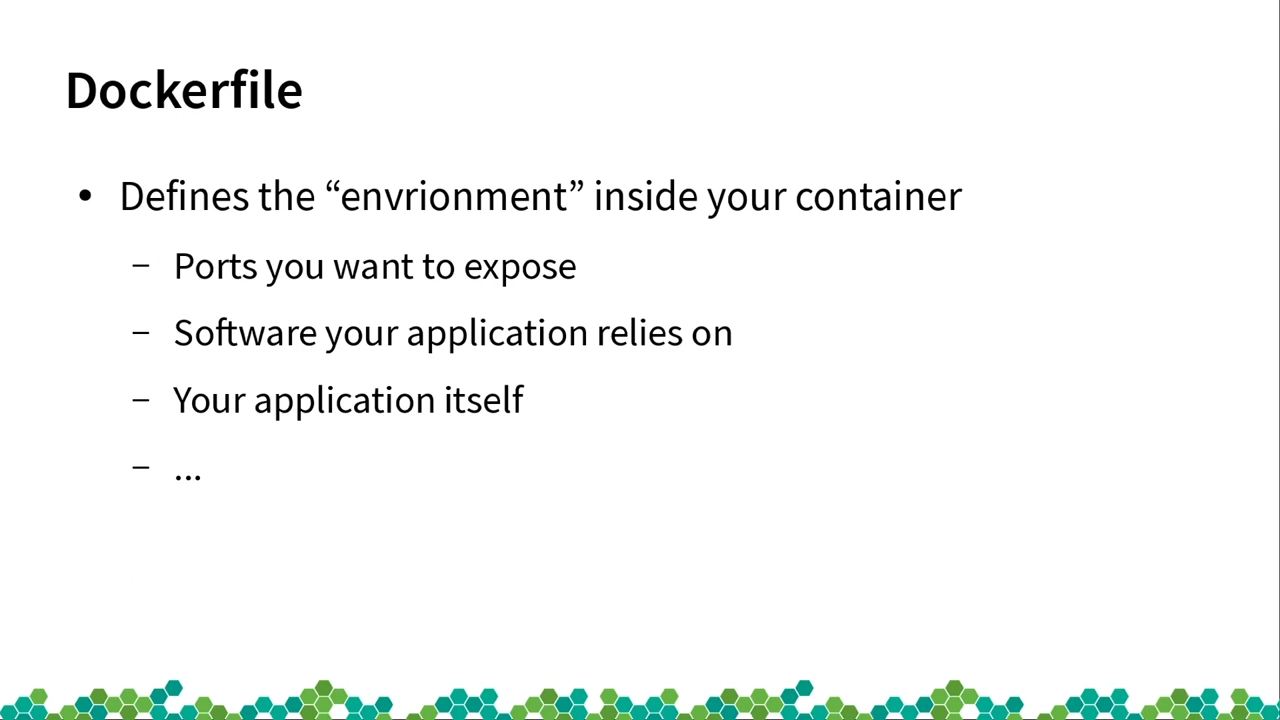 Dockerfile
• Defines the “envrionment” inside your container
– Ports you want to expose
– Software your application relies on
– Your application itself
– ...